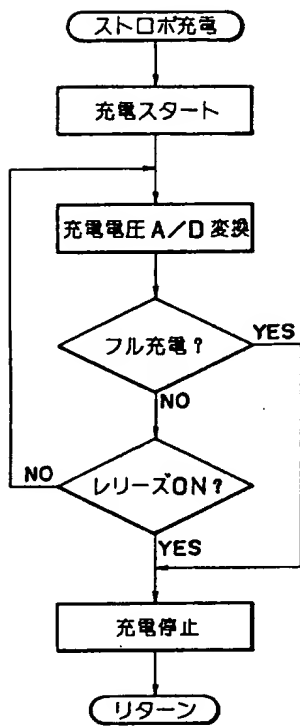 ストロボ充電
充電スタート
充電電圧A/D変換
フル充電?
YES
NO
レリーズON?
NO
YES
充電停止
リターン